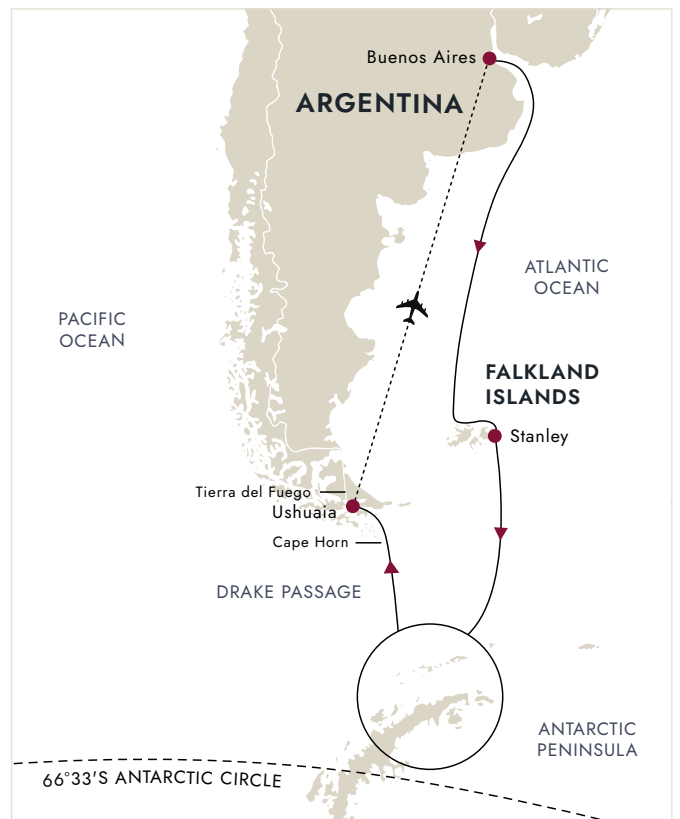 Buenos Aires
ARGENTINA
ATLANTIC
OCEAN
PACIFIC
OCEAN
FALKLAND
ISLANDS
Stanley
Tierra del Fuego
Ushuaia
Cape Horn
DRAKE PASSAGE
ANTARCTIC
PENINSULA
66°33'S ANTARCTIC CIRCLE